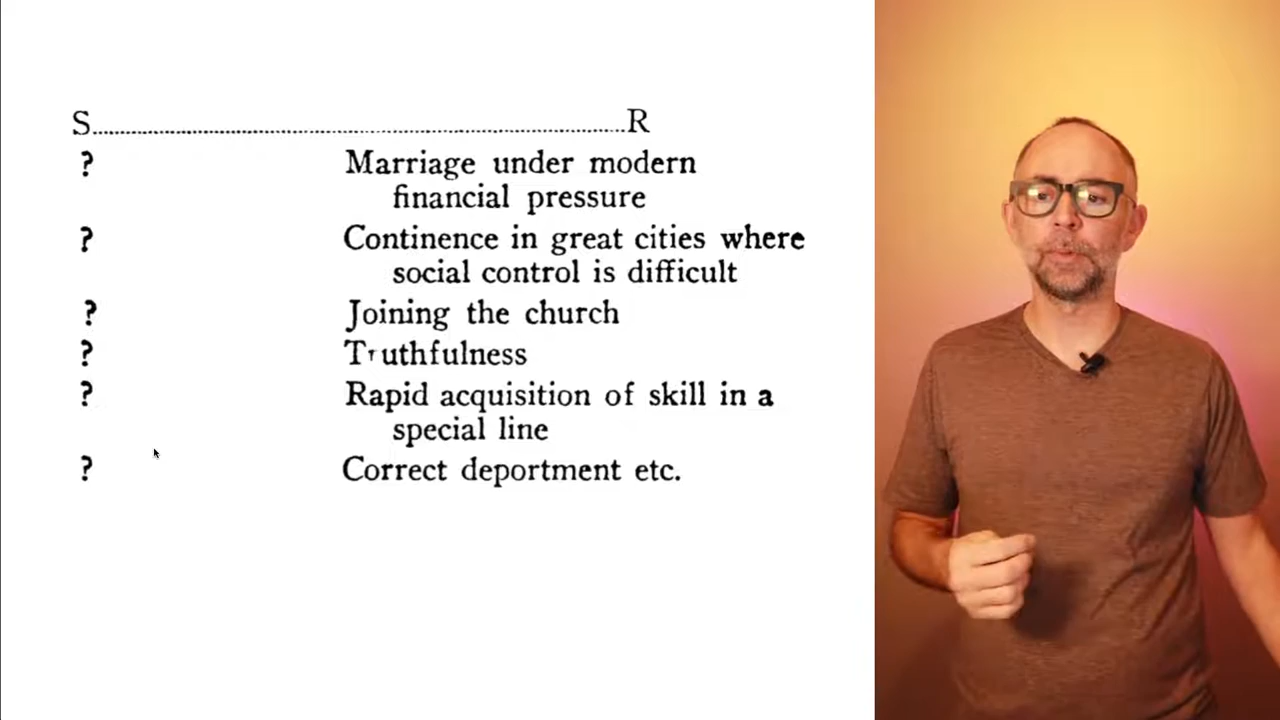 S............................................................R
? Marriage under modern
financial pressure
? Continence in great cities where
social control is difficult
? Joining the church
? Truthfulness
? Rapid acquisition of skill in a
special line
? Correct deportment etc.